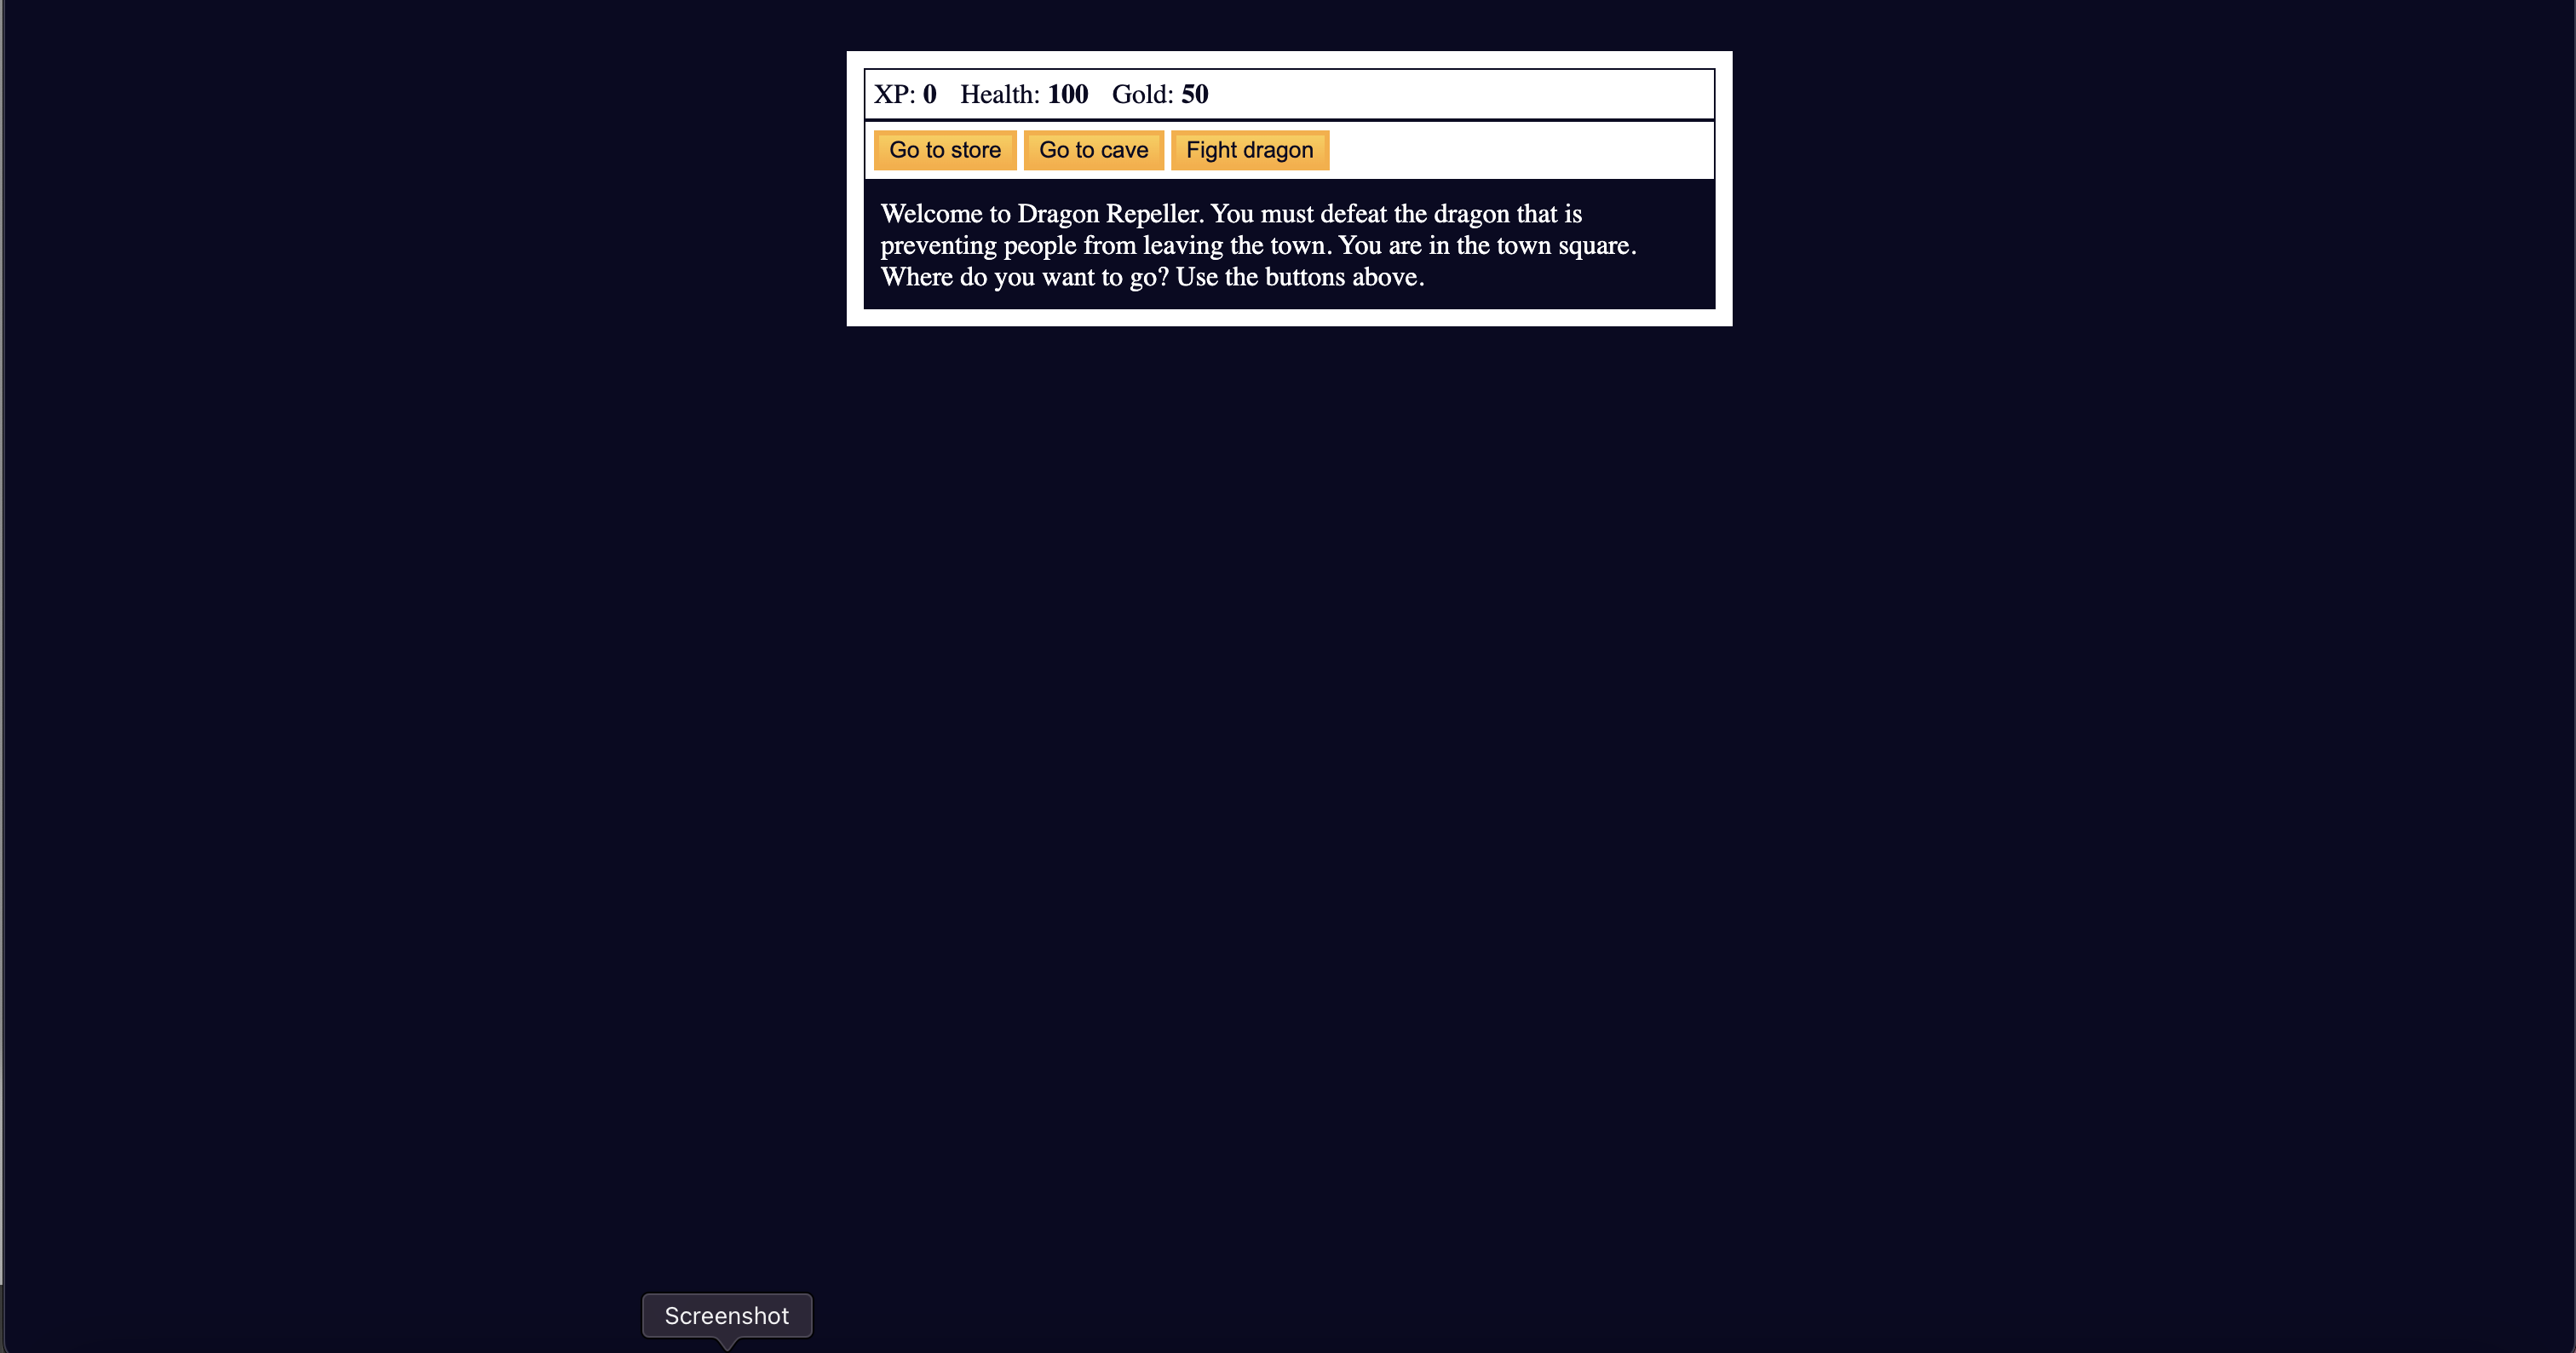 XP: 0 Health: 100 Gold: 50
Go to store Go to cave Fight dragon
Welcome to Dragon Repeller. You must defeat the dragon that is
preventing people from leaving the town. You are in the town square.
Where do you want to go? Use the buttons above.
Screenshot